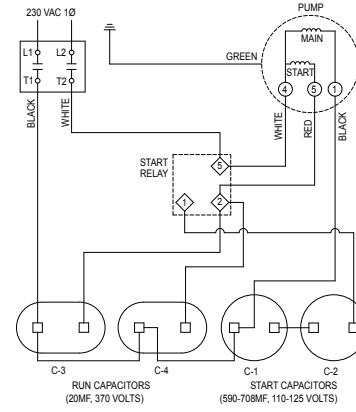 230 VAC 1Ø
L1 L2
T1 T2
BLACK
WHITE
GREEN
PUMP
MAIN
START
4 5 1
WHITE
RED
BLACK
START
RELAY
5
1 2
C-3 C-4 C-1 C-2
RUN CAPACITORS
(20MF, 370 VOLTS)
START CAPACITORS
(590-708MF, 110-125 VOLTS)